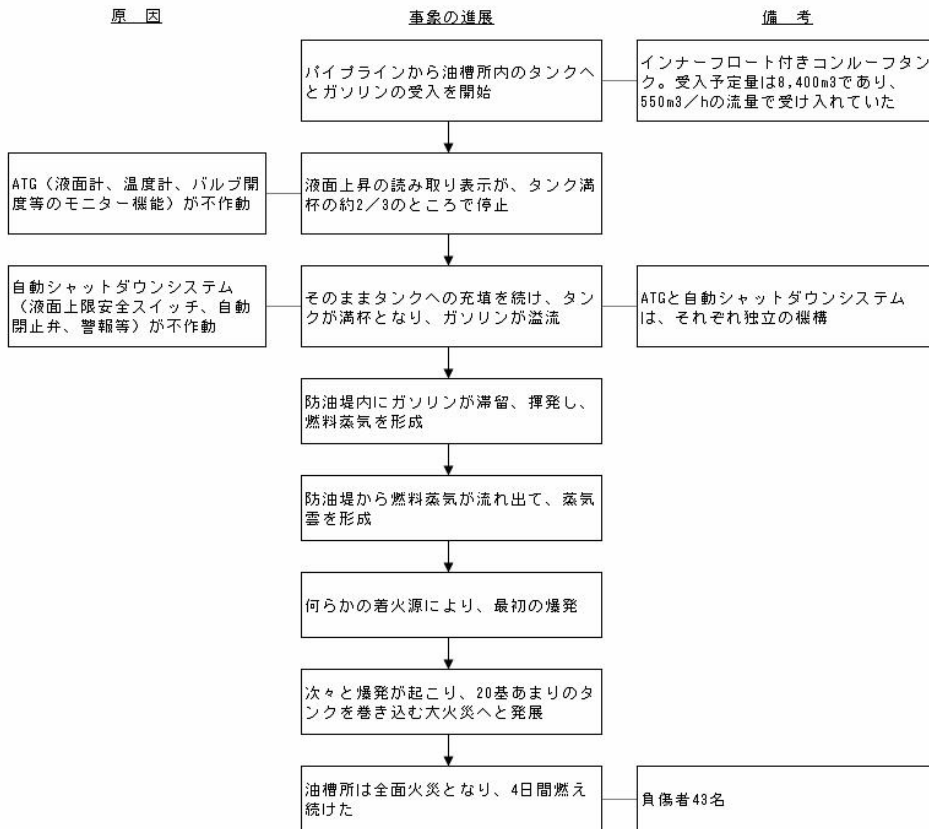 原　因
事象の進展
備　考
パイプラインから油槽所内のタンクへ
とガソリンの受入を開始
インナーフロート付きコンルーフタン
ク。受入予定量は8,400m3であり、
550m3／hの流量で受け入れていた
ATG（液面計、温度計、バルブ開
度等のモニター機能）が不作動
液面上昇の読み取り表示が、タンク満
杯の約2／3のところで停止
自動シャットダウンシステム
（液面上限安全スイッチ、自動
閉止弁、警報等）が不作動
そのままタンクへの充填を続け、タン
クが満杯となり、ガソリンが溢流
ATGと自動シャットダウンシステム
は、それぞれ独立の機構
防油堤内にガソリンが滞留、揮発し、
燃料蒸気を形成
防油堤から燃料蒸気が流れ出て、蒸気
雲を形成
何らかの着火源により、最初の爆発
次々と爆発が起こり、20基あまりのタ
ンクを巻き込む大火災へと発展
油槽所は全面火災となり、4日間燃え
続けた
負傷者43名